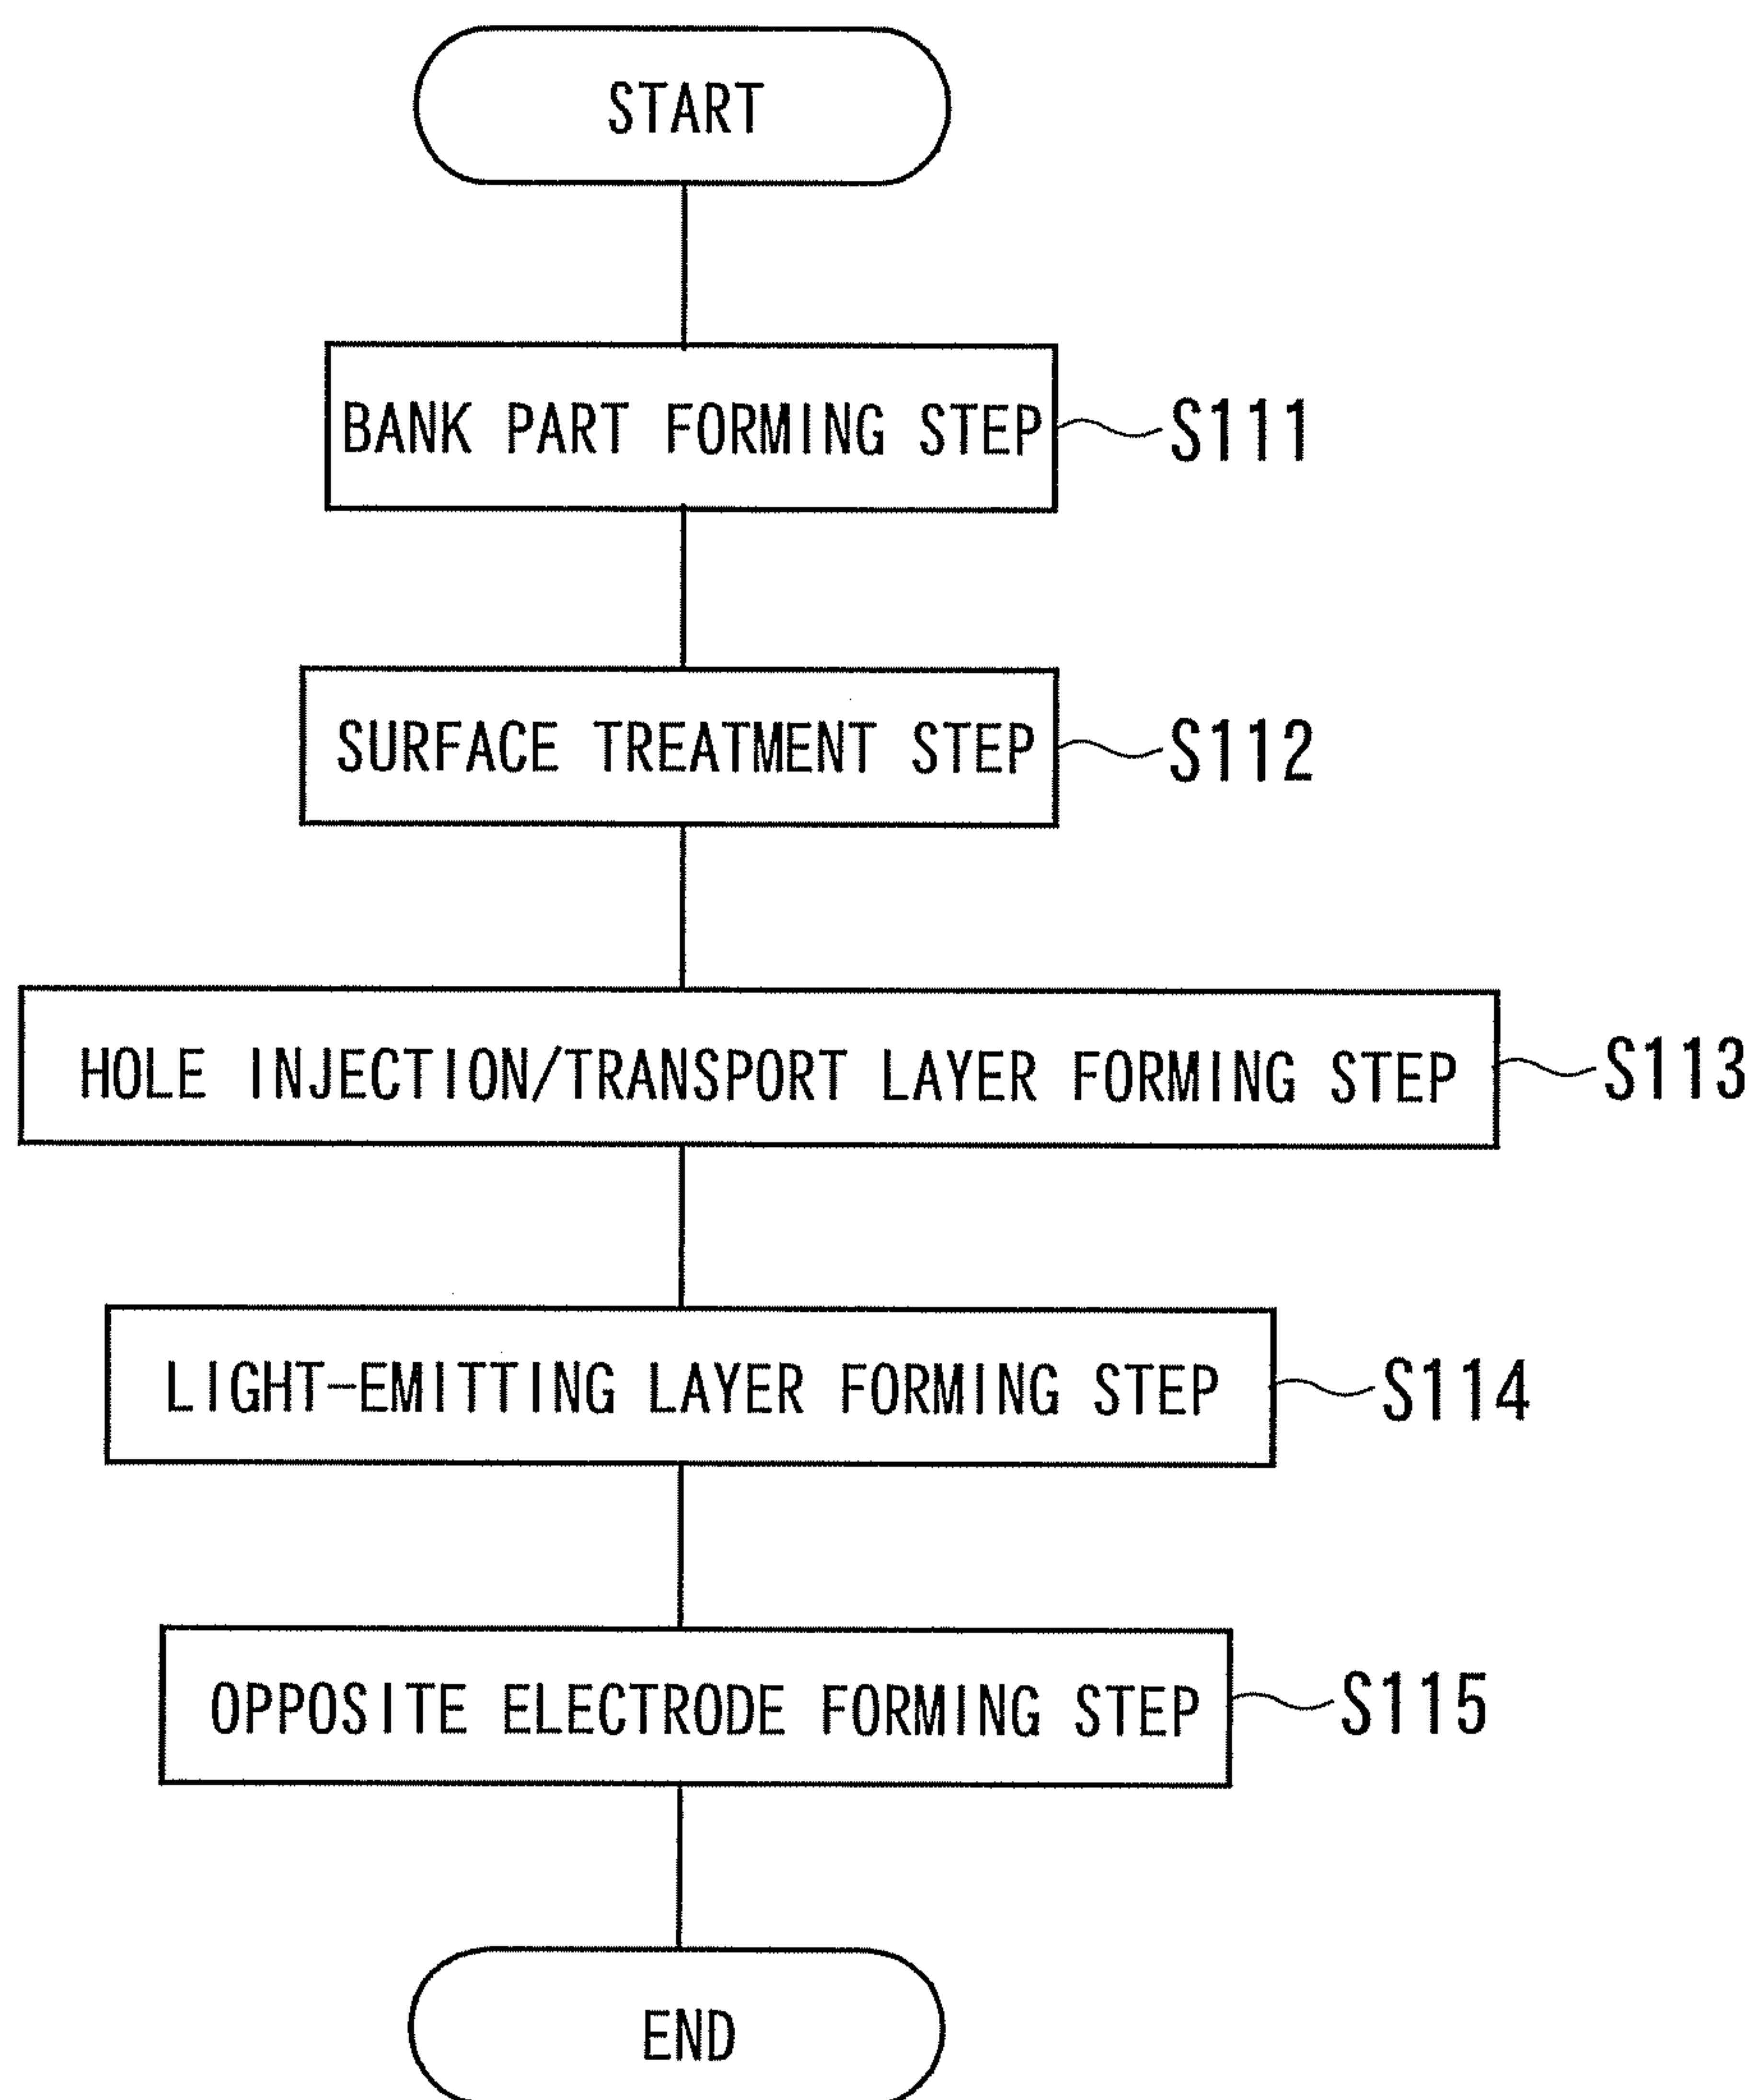 START
BANK PART FORMING STEP S111
SURFACE TREATMENT STEP S112
HOLE INJECTION/TRANSPORT LAYER FORMING STEP S113
LIGHT-EMITTING LAYER FORMING STEP S114
OPPOSITE ELECTRODE FORMING STEP S115
END